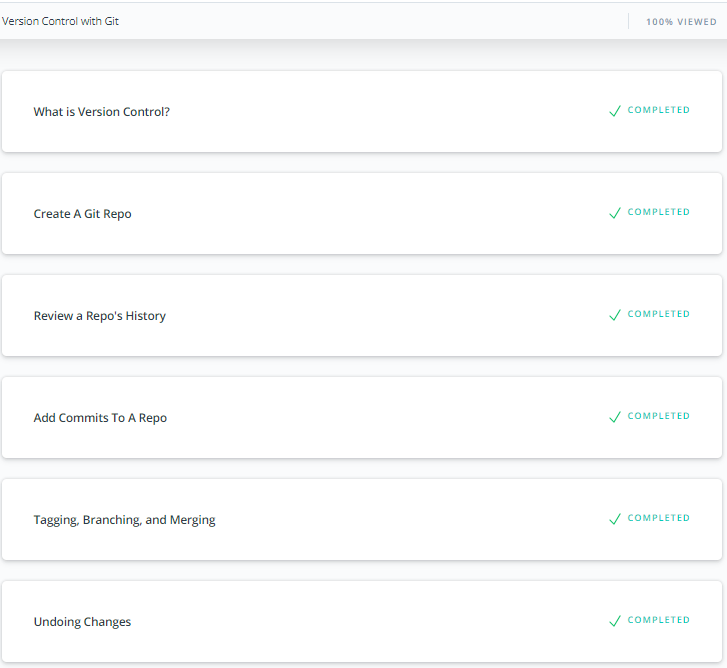 Version Control with Git
100% VIEWED
What is Version Control?
COMPLETED
Create A Git Repo
COMPLETED
Review a Repo's History
COMPLETED
Add Commits To A Repo
COMPLETED
Tagging, Branching, and Merging
COMPLETED
Undoing Changes
COMPLETED